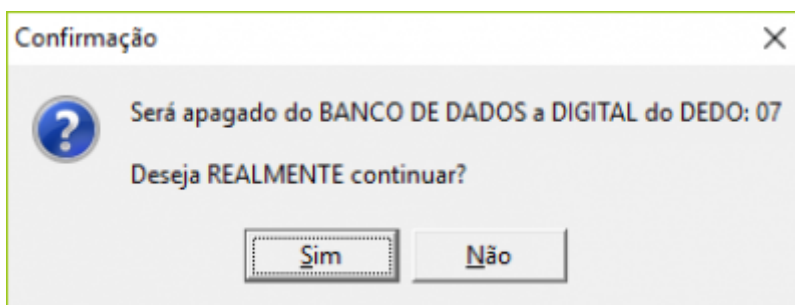 Confirmação
Será apagado do BANCO DE DADOS a DIGITAL do DEDO: 07
Deseja REALMENTE continuar?
Sim
Não